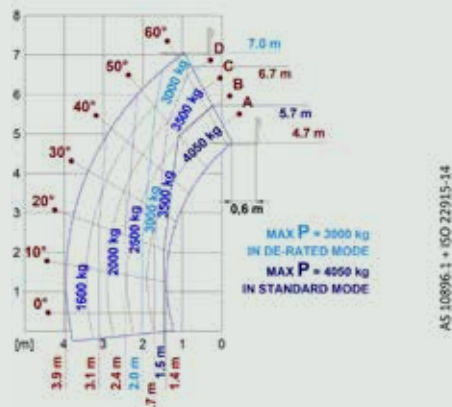 8
7
6
5
4
3
2
1
[m]
4
3
2
1
0
60°
50°
40°
30°
20°
10°
0°
D
C
B
A
7.0 m
6.7 m
5.7 m
4.7 m
0,6 m
3000 kg
3500 kg
4050 kg
1600 kg
2000 kg
2500 kg
3000 kg
3500 kg
3.9 m
3.1 m
2.4 m
2.0 m
.7 m
1.5 m
1.4 m
MAX P = 3000 kg
IN DE-RATED MODE
MAX P = 4050 kg
IN STANDARD MODE
AS 10896.1 + ISO 22915-14